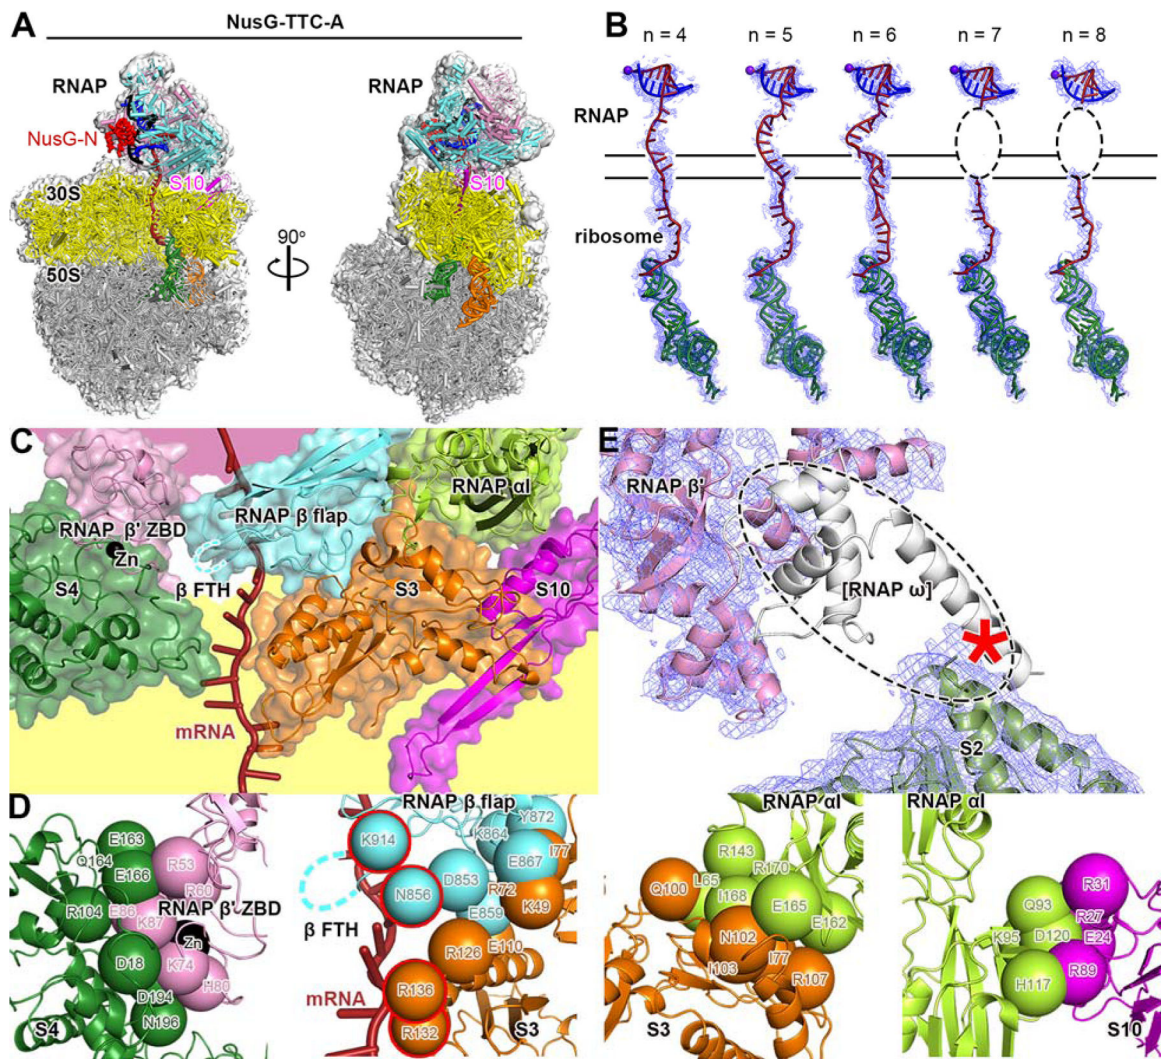 A
NusG-TTC-A
RNAP
RNAP
NusG-N
S10
S10
30S
50S
90°
B
n = 4
n = 5
n = 6
n = 7
n = 8
RNAP
ribosome
C
RNAP αI
RNAP β flap
RNAP β' ZBD
Zn
S4
β FTH
S3
S10
mRNA
E
RNAP β'
[RNAP ω]
*
S2
D
E163
Q164
E166
R53
R60
RNAP β' ZBD
R104
E86
K87
Zn
D18
K74
H80
D194
N196
S4
RNAP β flap
K914
Y872
K864
I77
E867
D853
R72
N856
K49
E859
β FTH
E110
R126
mRNA
R136
R132
S3
RNAP αI
R143
R170
Q100
L65
I168
E165
E162
N102
I103
I77
R107
S3
RNAP αI
R31
Q93
R27
K95
D120
E24
R89
H117
S10